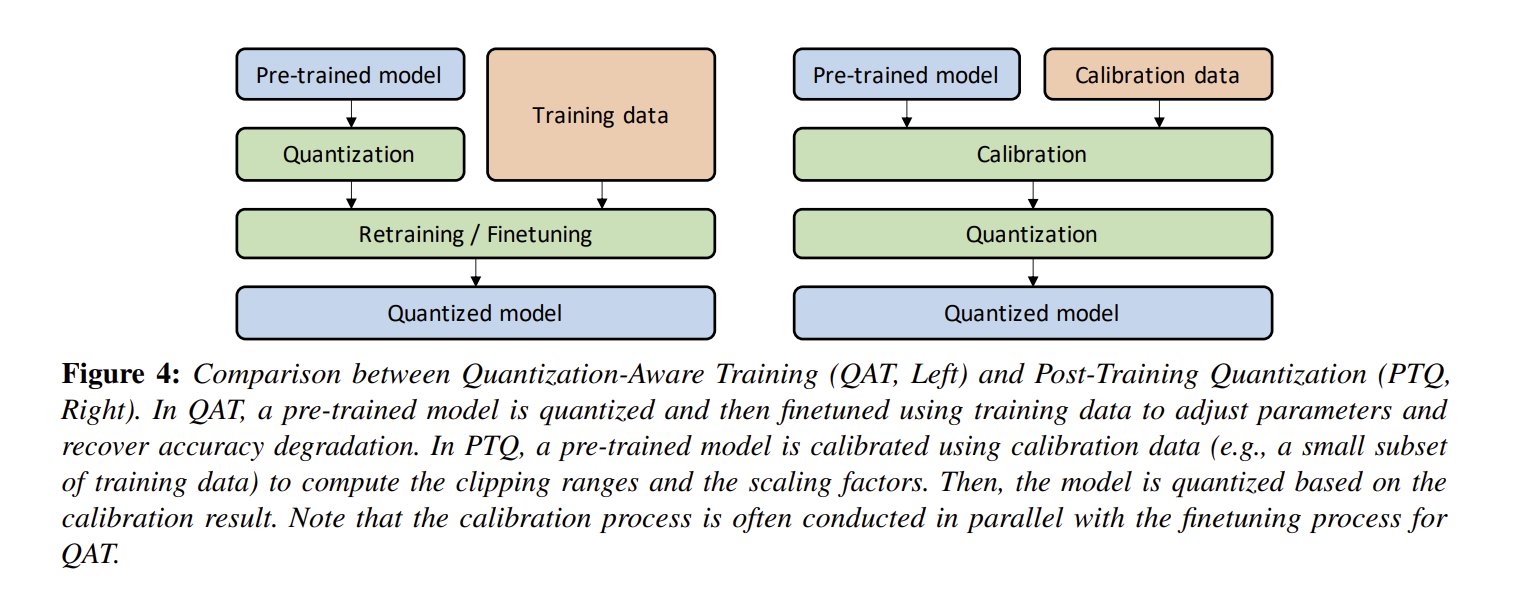 Pre-trained model
Training data
Quantization
Retraining / Finetuning
Quantized model
Pre-trained model
Calibration data
Calibration
Quantization
Quantized model
Figure 4: Comparison between Quantization-Aware Training (QAT, Left) and Post-Training Quantization (PTQ,
Right). In QAT, a pre-trained model is quantized and then finetuned using training data to adjust parameters and
recover accuracy degradation. In PTQ, a pre-trained model is calibrated using calibration data (e.g., a small subset
of training data) to compute the clipping ranges and the scaling factors. Then, the model is quantized based on the
calibration result. Note that the calibration process is often conducted in parallel with the finetuning process for
QAT.